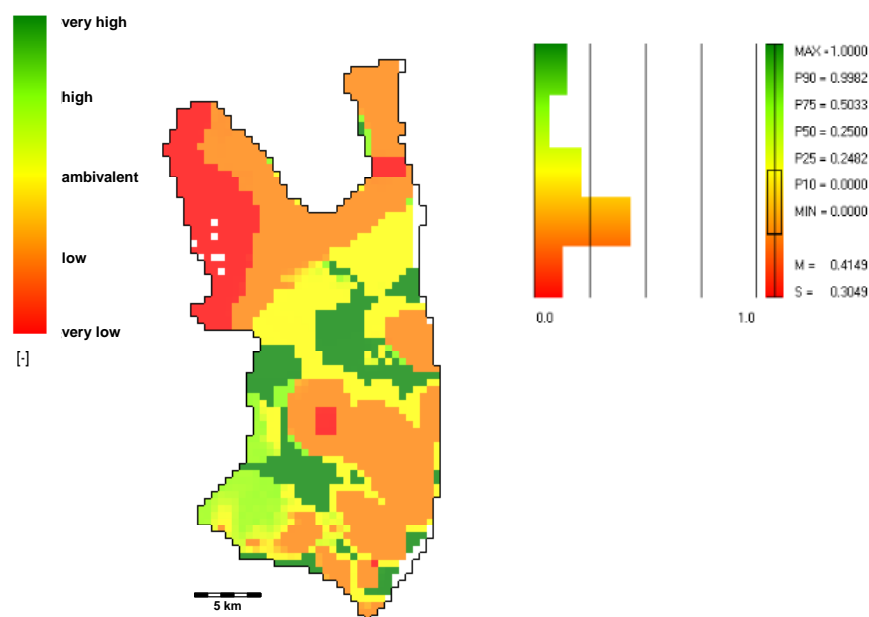 very high
high
ambivalent
low
very low
[-]
5 km
MAX = 1.0000
P90 = 0.9982
P75 = 0.5033
P50 = 0.2500
P25 = 0.2482
P10 = 0.0000
MIN = 0.0000
M = 0.4149
S = 0.3049
0.0 1.0